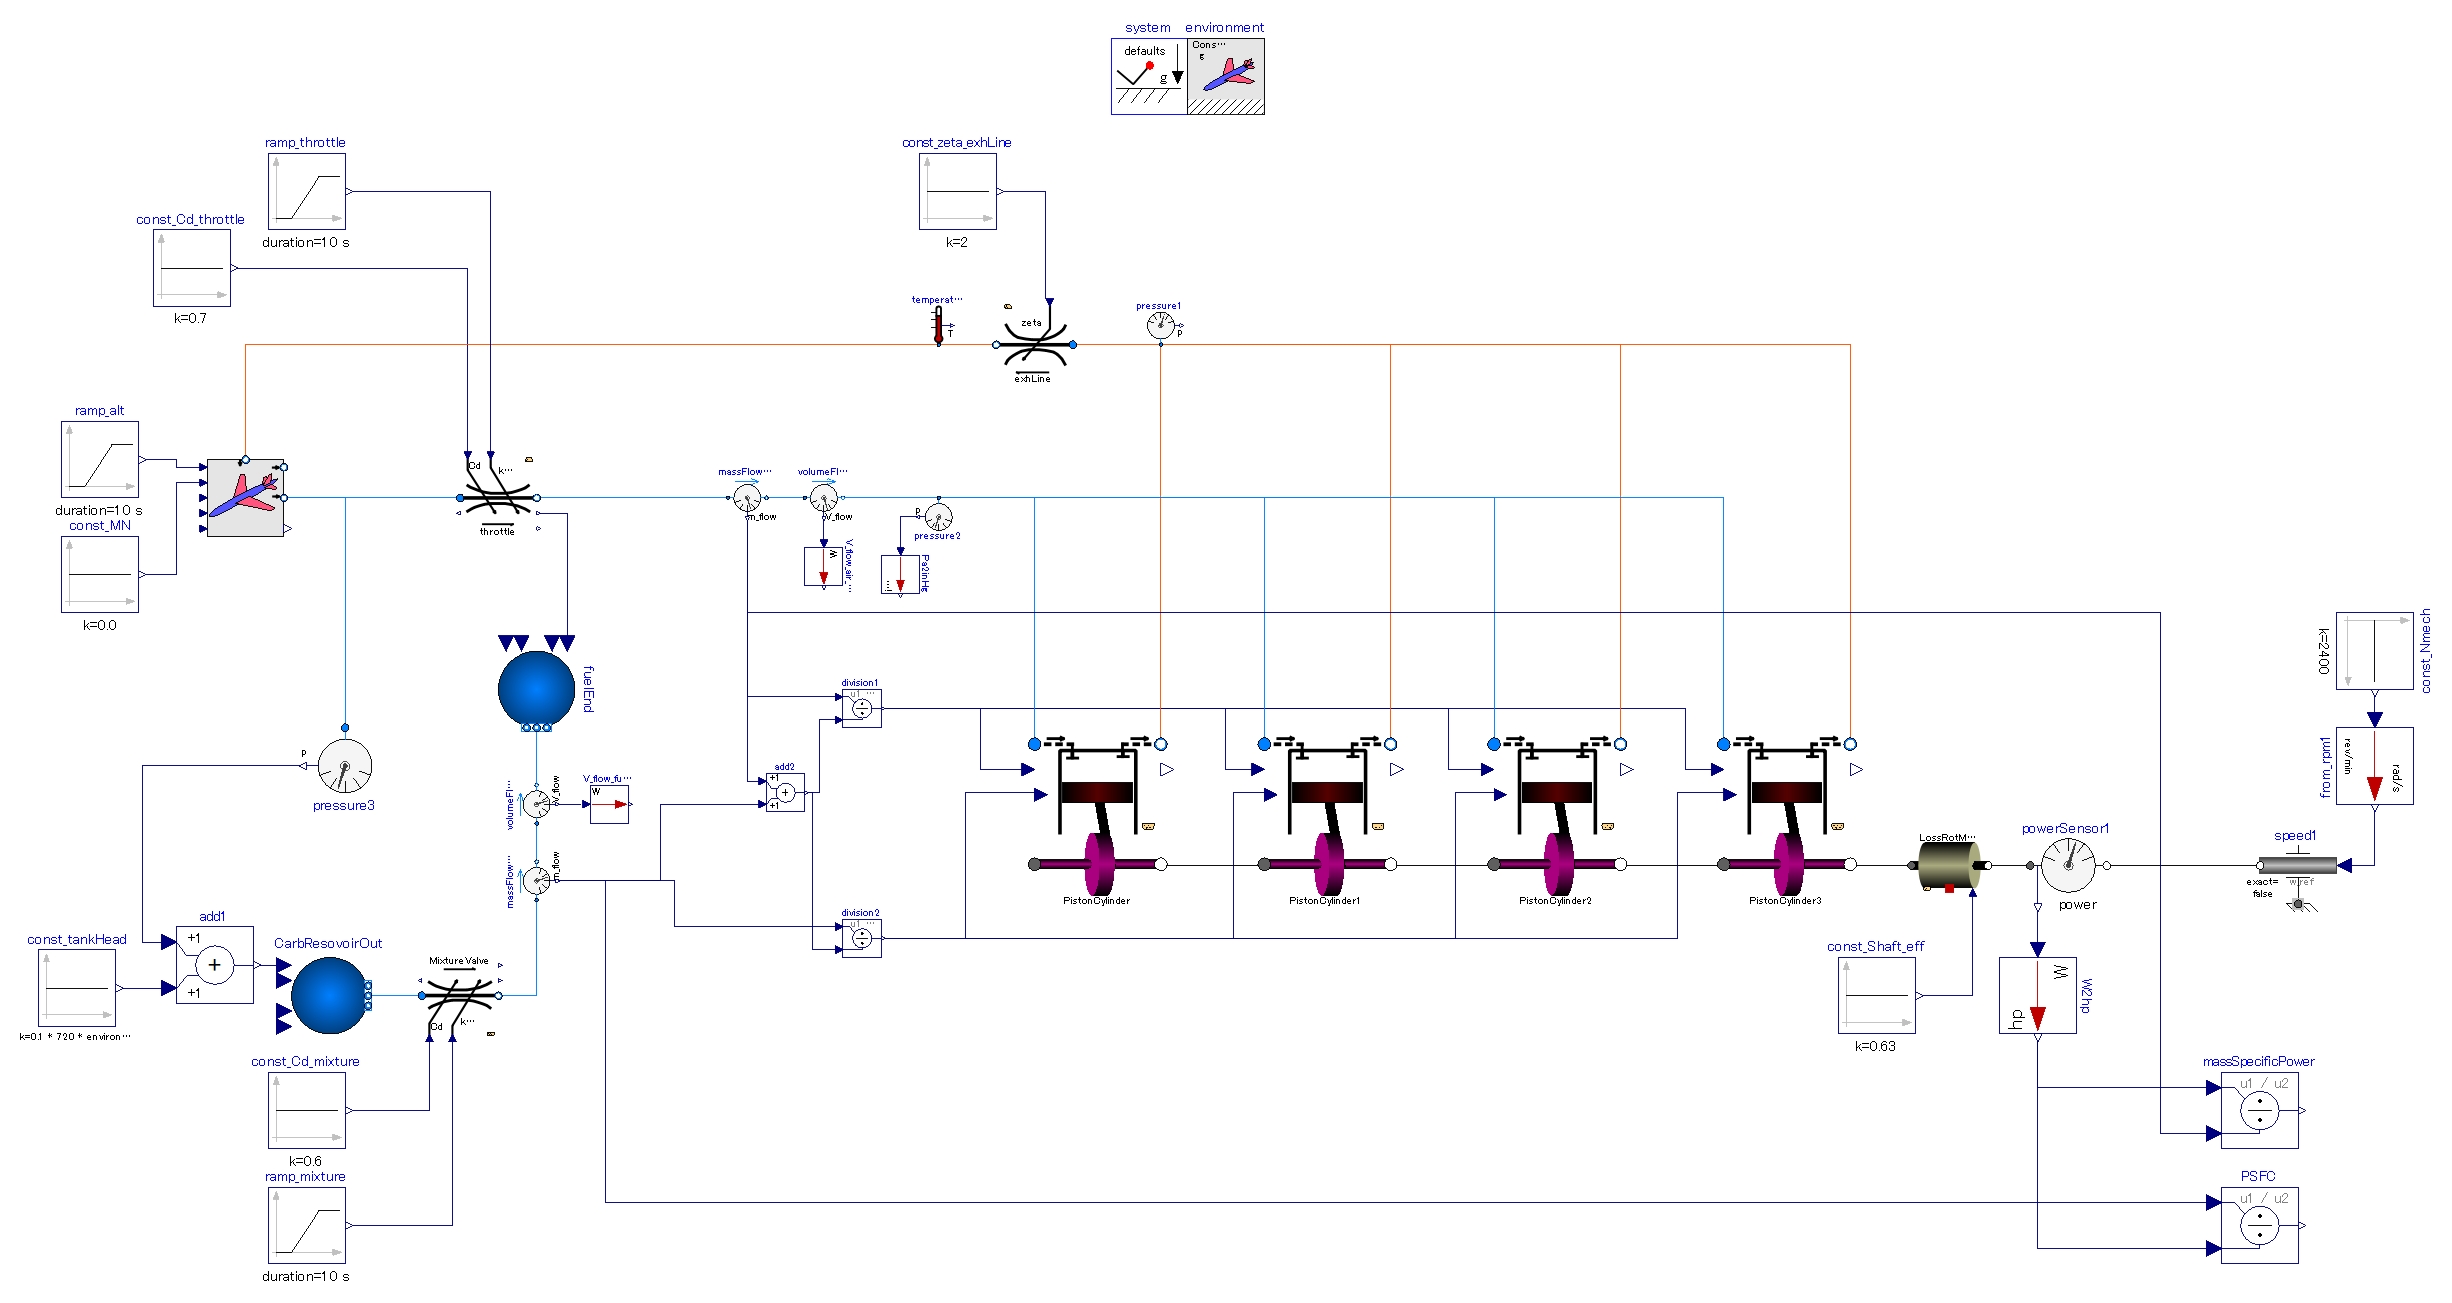 system environment
defaults
g
Cons…
g
ramp_throttle
duration=10 s
const_zeta_exhLine
k=2
const_Cd_throttle
k=0.7
temperat…
T
zeta
exhLine
pressure1
p
ramp_alt
duration=10 s
const_MN
k=0.0
Cd
k…
throttle
massFlow…
m_flow
volumeFl…
V_flow
p
pressure2
W
V_flow_air_…
Pa2inHg
fuelEnd
const_Nmech
k=2400
from_rpm1
rev/min
rad/s
division1
u1 …
add2
+1
+
+1
p
pressure3
volumeFl…
V_flow
V_flow_fu…
W
massFlow…
m_flow
PistonCylinder
PistonCylinder1
PistonCylinder2
PistonCylinder3
LossRotM…
powerSensor1
power
speed1
exact=
false
w_ref
division2
u1 …
add1
+1
+
+1
const_tankHead
k=0.1 * 720 * environ…
CarbResovoirOut
Mixture Valve
Cd
k…
const_Shaft_eff
k=0.63
W
hp
W2hp
const_Cd_mixture
k=0.6
massSpecificPower
u1 / u2
ramp_mixture
duration=10 s
PSFC
u1 / u2